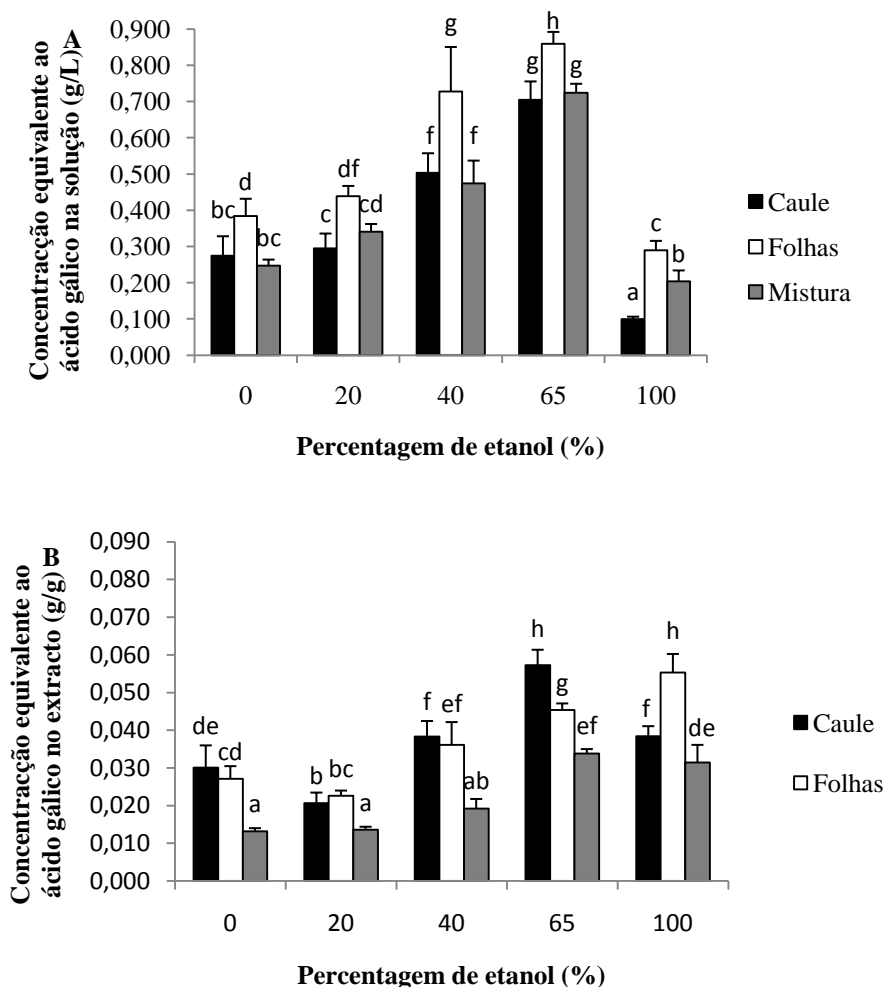 A
Concentracção equivalente ao
ácido gálico na solução (g/L)
0,900
0,800
0,700
0,600
0,500
0,400
0,300
0,200
0,100
0,000
bc d bc
c df cd
f g f
g h g
a c b
0 20 40 65 100
Percentagem de etanol (%)
Caule
Folhas
Mistura
B
Concentracção equivalente ao
ácido gálico no extracto (g/g)
0,090
0,080
0,070
0,060
0,050
0,040
0,030
0,020
0,010
0,000
de cd a
b bc a
f ef ab
h g ef
f h de
0 20 40 65 100
Percentagem de etanol (%)
Caule
Folhas